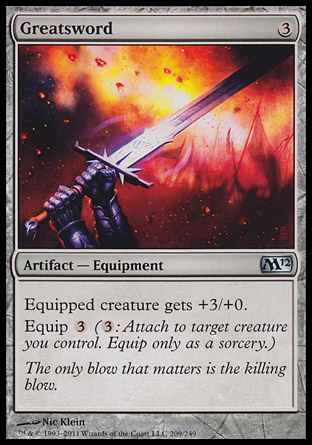 Greatsword 3
Artifact — Equipment M12
Equipped creature gets +3/+0.
Equip 3 (3: Attach to target creature
you control. Equip only as a sorcery.)
The only blow that matters is the killing
blow.
Nic Klein
™ & © 1993–2011 Wizards of the Coast LLC 209/249